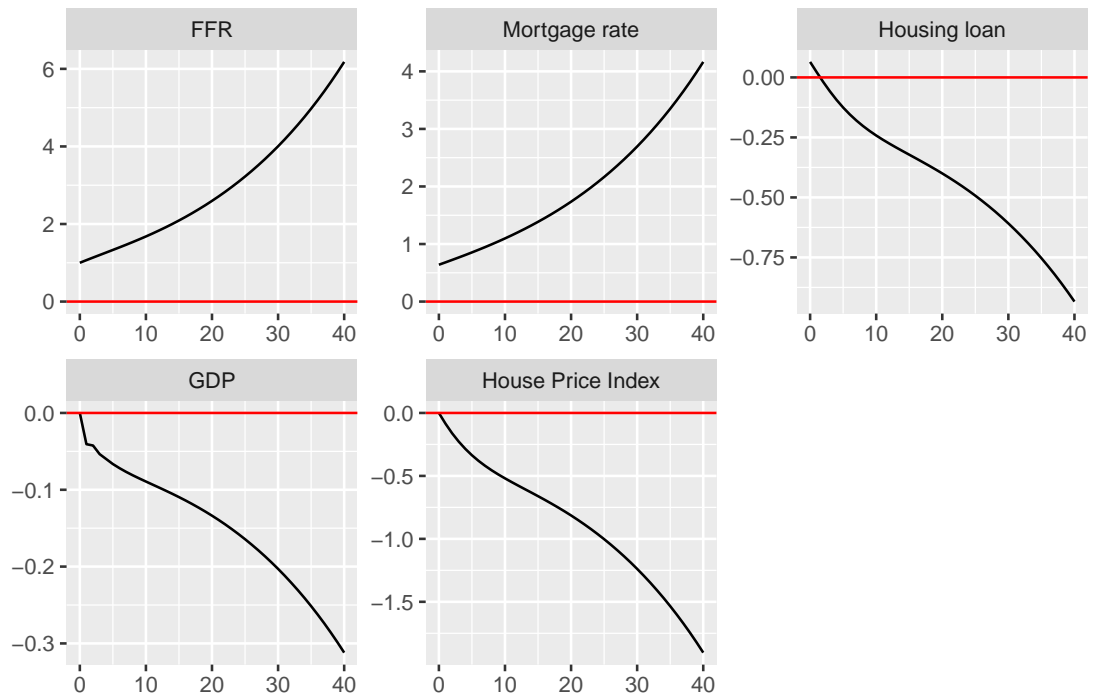 FFR
6
4
2
0
0 10 20 30 40
Mortgage rate
4
3
2
1
0
0 10 20 30 40
Housing loan
0.00
−0.25
−0.50
−0.75
0 10 20 30 40
GDP
0.0
−0.1
−0.2
−0.3
0 10 20 30 40
House Price Index
0.0
−0.5
−1.0
−1.5
0 10 20 30 40